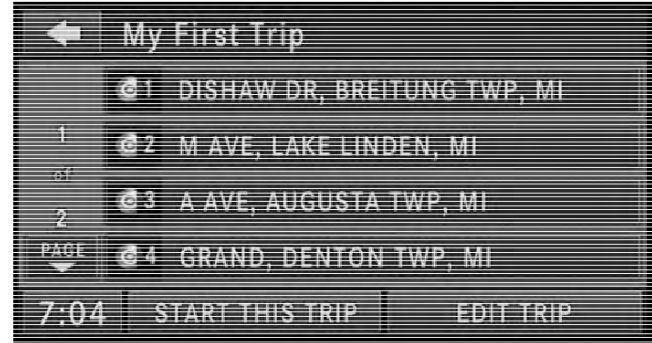 My First Trip
1 DISHAW DR, BREITUNG TWP, MI
2 M AVE, LAKE LINDEN, MI
3 A AVE, AUGUSTA TWP, MI
4 GRAND, DENTON TWP, MI
1
of
2
PAGE
7:04 START THIS TRIP EDIT TRIP